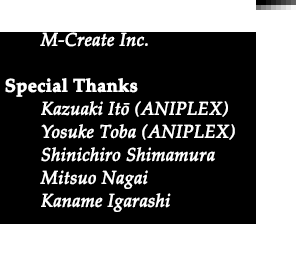 M-Create Inc.
Special Thanks
Kazuaki Itō (ANIPLEX)
Yosuke Toba (ANIPLEX)
Shinichiro Shimamura
Mitsuo Nagai
Kaname Igarashi